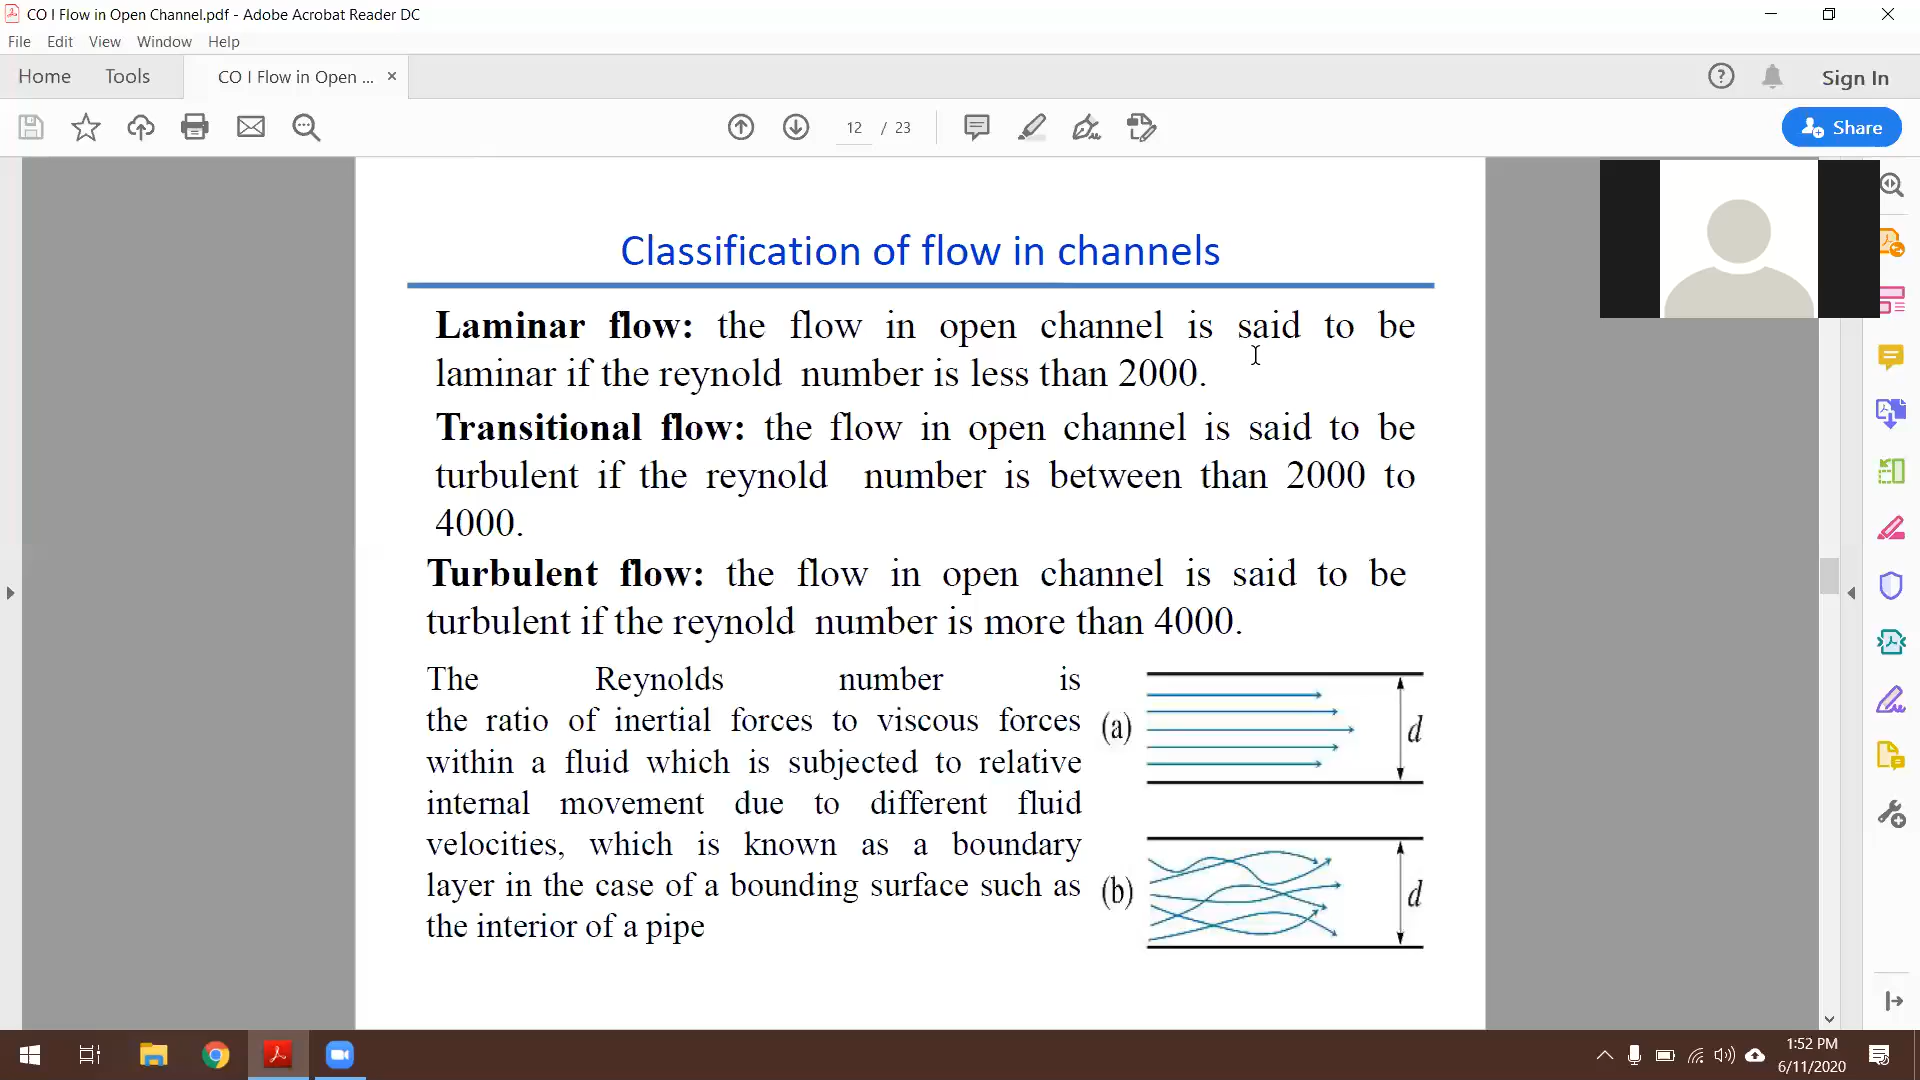 CO I Flow in Open Channel.pdf - Adobe Acrobat Reader DC
File Edit View Window Help
Home Tools CO I Flow in Open ... × Sign In
12 / 23 Share
Classification of flow in channels
Laminar flow: the flow in open channel is said to be
laminar if the reynold number is less than 2000.
Transitional flow: the flow in open channel is said to be
turbulent if the reynold number is between than 2000 to
4000.
Turbulent flow: the flow in open channel is said to be
turbulent if the reynold number is more than 4000.
The Reynolds number is
the ratio of inertial forces to viscous forces
within a fluid which is subjected to relative
internal movement due to different fluid
velocities, which is known as a boundary
layer in the case of a bounding surface such as
the interior of a pipe
(a) d
(b) d
1:52 PM
6/11/2020